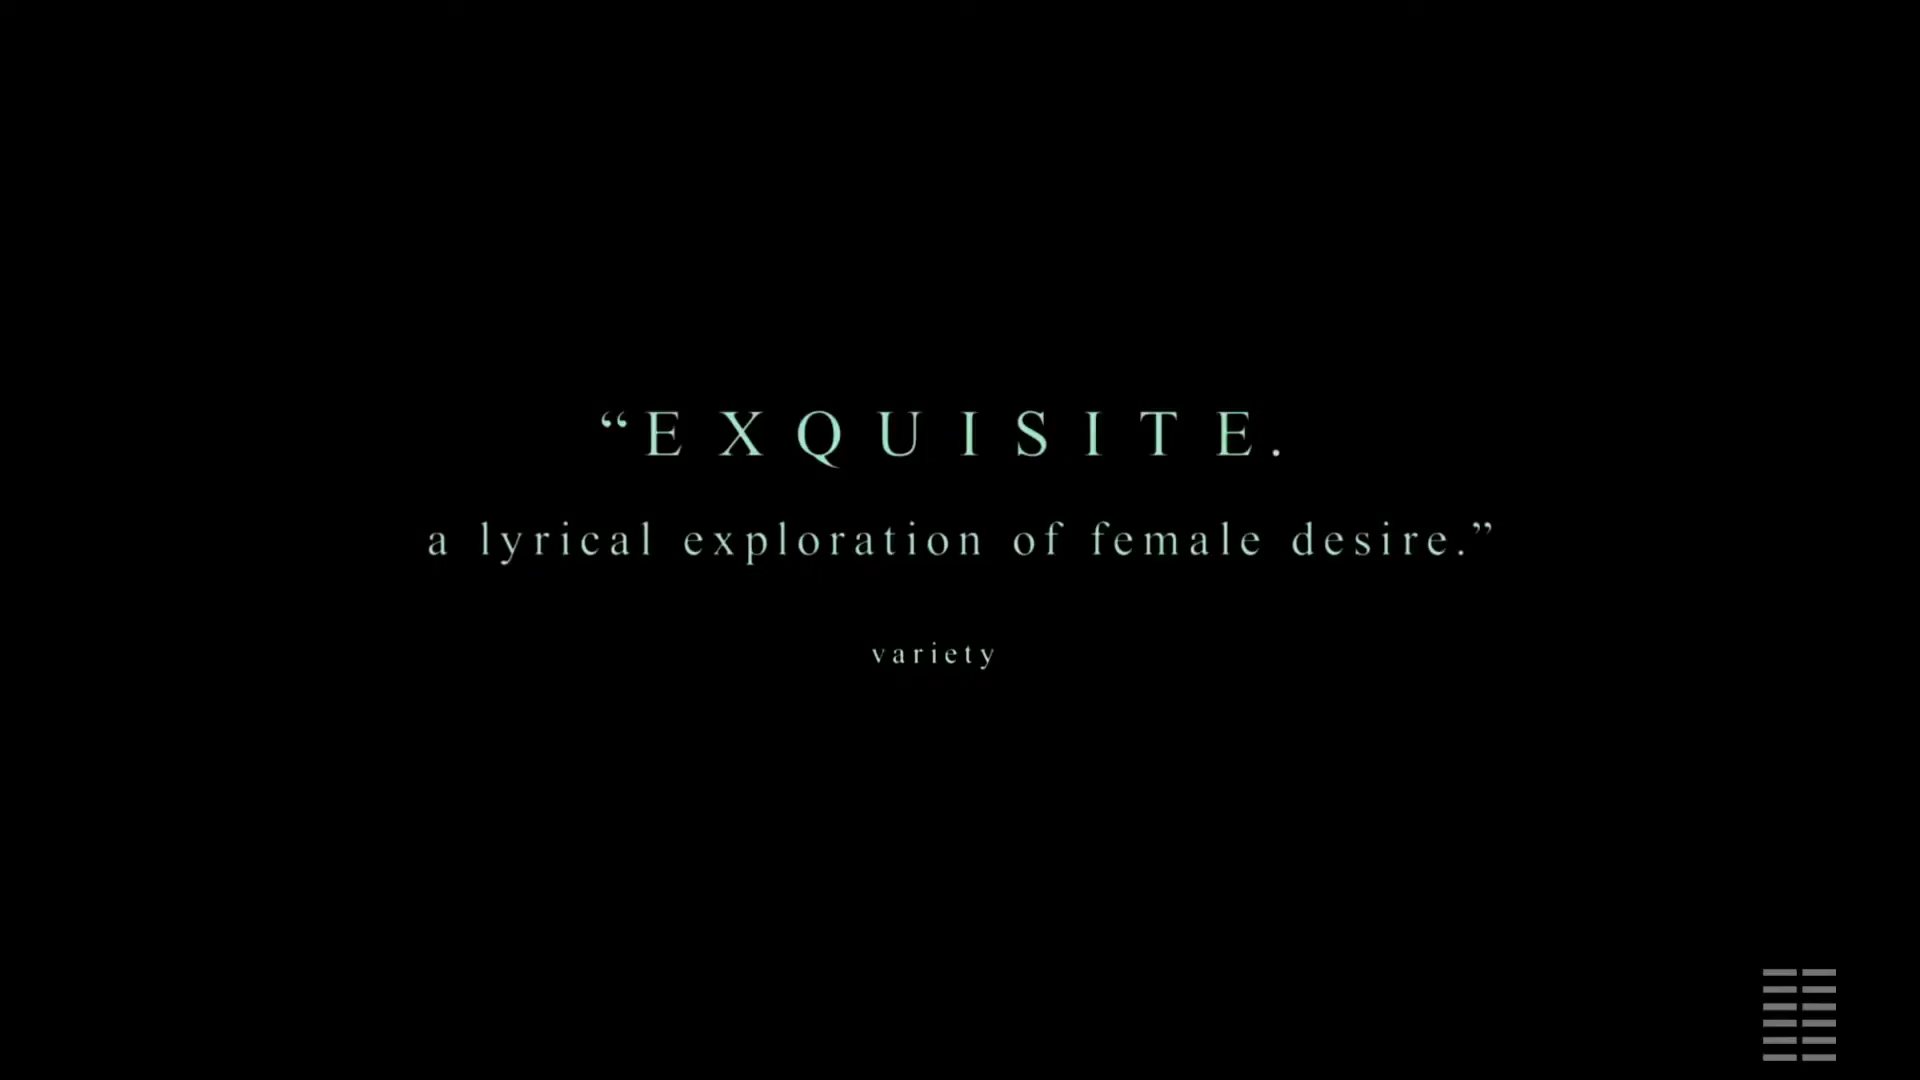 “EXQUISITE.
a lyrical exploration of female desire.”
variety